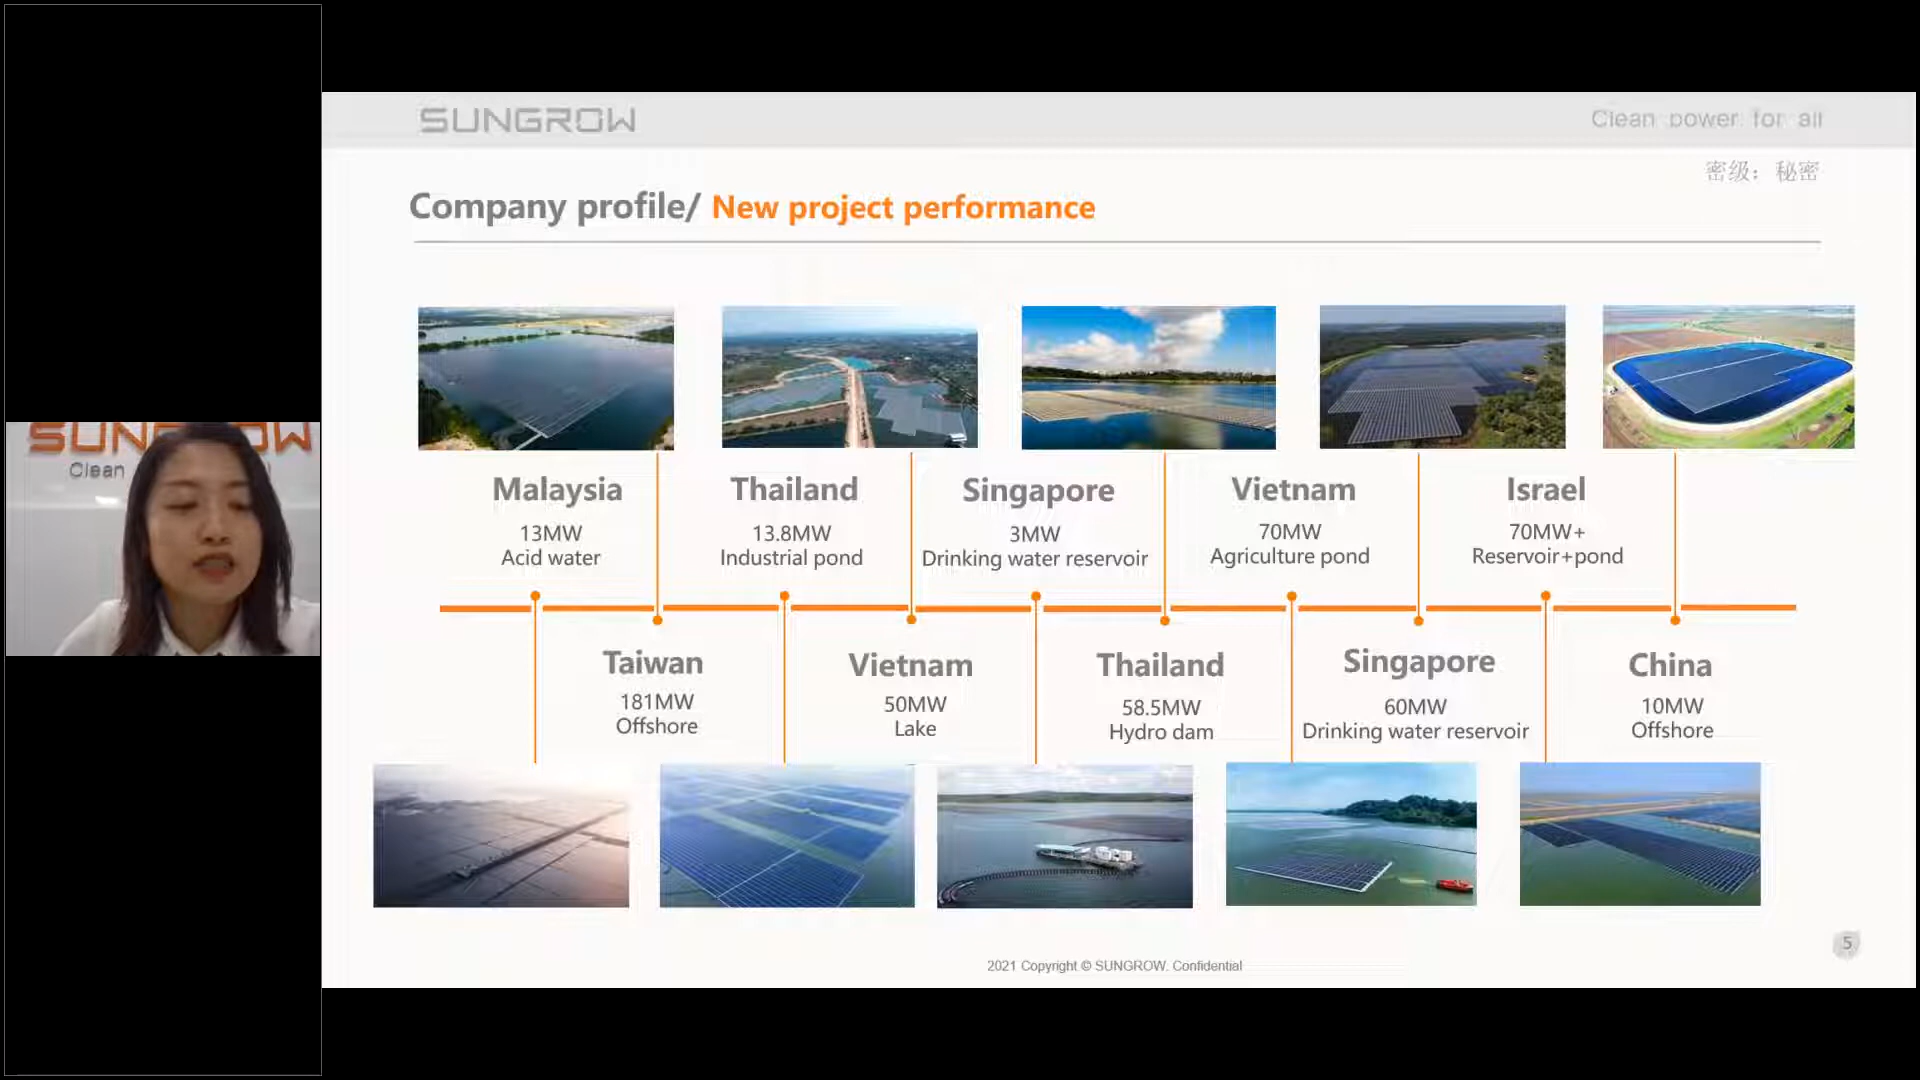 SUNGROW
Clean power for all
密级：秘密
Company profile/ New project performance
Malaysia
13MW
Acid water
Thailand
13.8MW
Industrial pond
Singapore
3MW
Drinking water reservoir
Vietnam
70MW
Agriculture pond
Israel
70MW+
Reservoir+pond
Taiwan
181MW
Offshore
Vietnam
50MW
Lake
Thailand
58.5MW
Hydro dam
Singapore
60MW
Drinking water reservoir
China
10MW
Offshore
2021 Copyright © SUNGROW. Confidential
5
SUNGROW
Clean